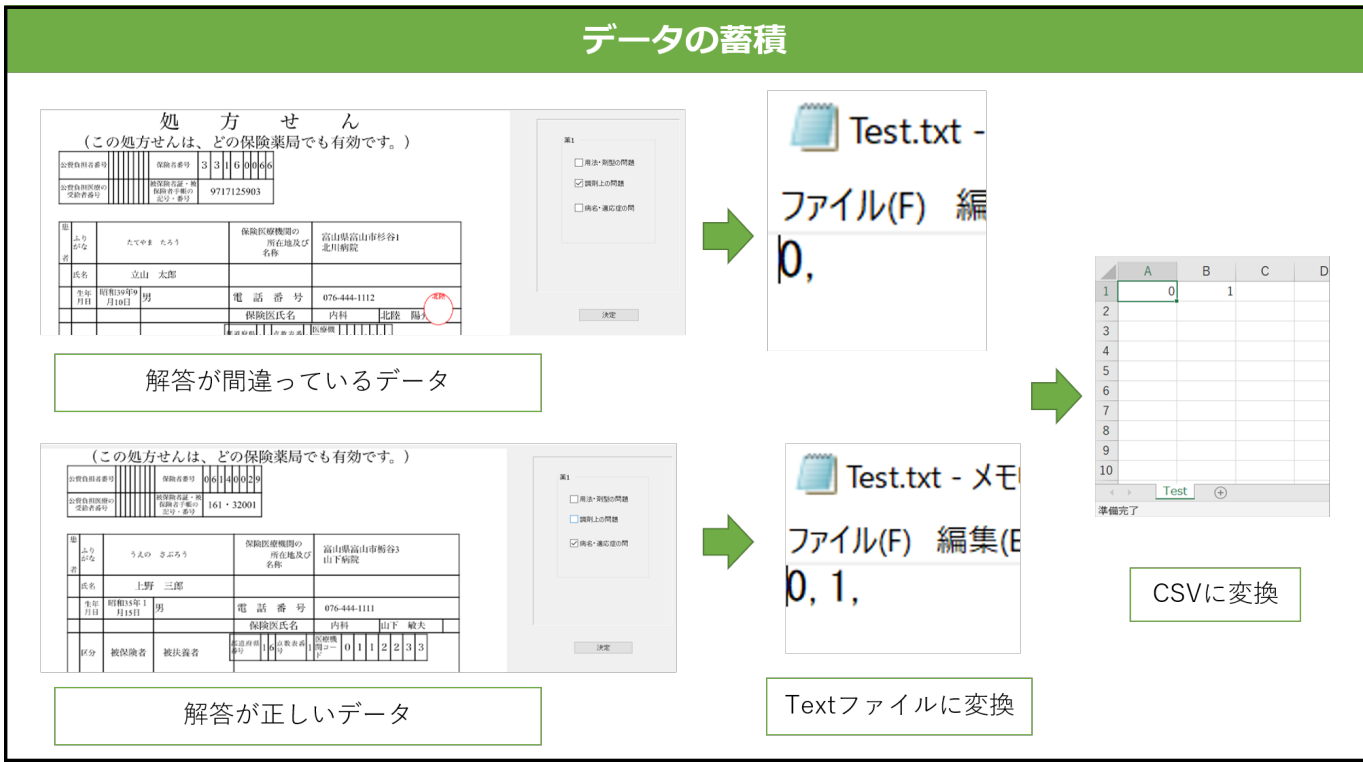 データの蓄積
処 方 せ ん
(この処方せんは、どの保険薬局でも有効です。)
公費負担者番号 保険者番号 3 3 1 6 0 0 6 6
公費負担医療の受給者番号 被保険者証・被保険者手帳の記号・番号 9717125903
患者
ふりがな たてやま たろう 保険医療機関の所在地及び名称 富山県富山市杉谷1 北川病院
氏名 立山 太郎
生年月日 昭和39年9月10日 男 電 話 番 号 076-444-1112
保険医氏名 内科 北陸 陽
北陸
都道府県 点数表番 医療機
薬1
用法・剤型の問題
調剤上の問題
病名・適応症の問
決定
解答が間違っているデータ
Test.txt -
ファイル(F) 編
0,
(この処方せんは、どの保険薬局でも有効です。)
公費負担者番号 保険者番号 0 6 1 4 0 0 2 9
公費負担医療の受給者番号 被保険者証・被保険者手帳の記号・番号 161・32001
患者
ふりがな うえの さぶろう 保険医療機関の所在地及び名称 富山県富山市栃谷3 山下病院
氏名 上野 三郎
生年月日 昭和35年1月15日 男 電 話 番 号 076-444-1111
保険医氏名 内科 山下 敏夫
区分 被保険者 被扶養者 都道府県番号 1 6 点数表番号 1 医療機関コード 0 1 1 2 2 3 3
薬1
用法・剤型の問題
調剤上の問題
病名・適応症の問
決定
解答が正しいデータ
Test.txt - メモ
ファイル(F) 編集(E
0, 1,
Textファイルに変換
A B C D
1 0 1
2
3
4
5
6
7
8
9
10
Test
準備完了
CSVに変換